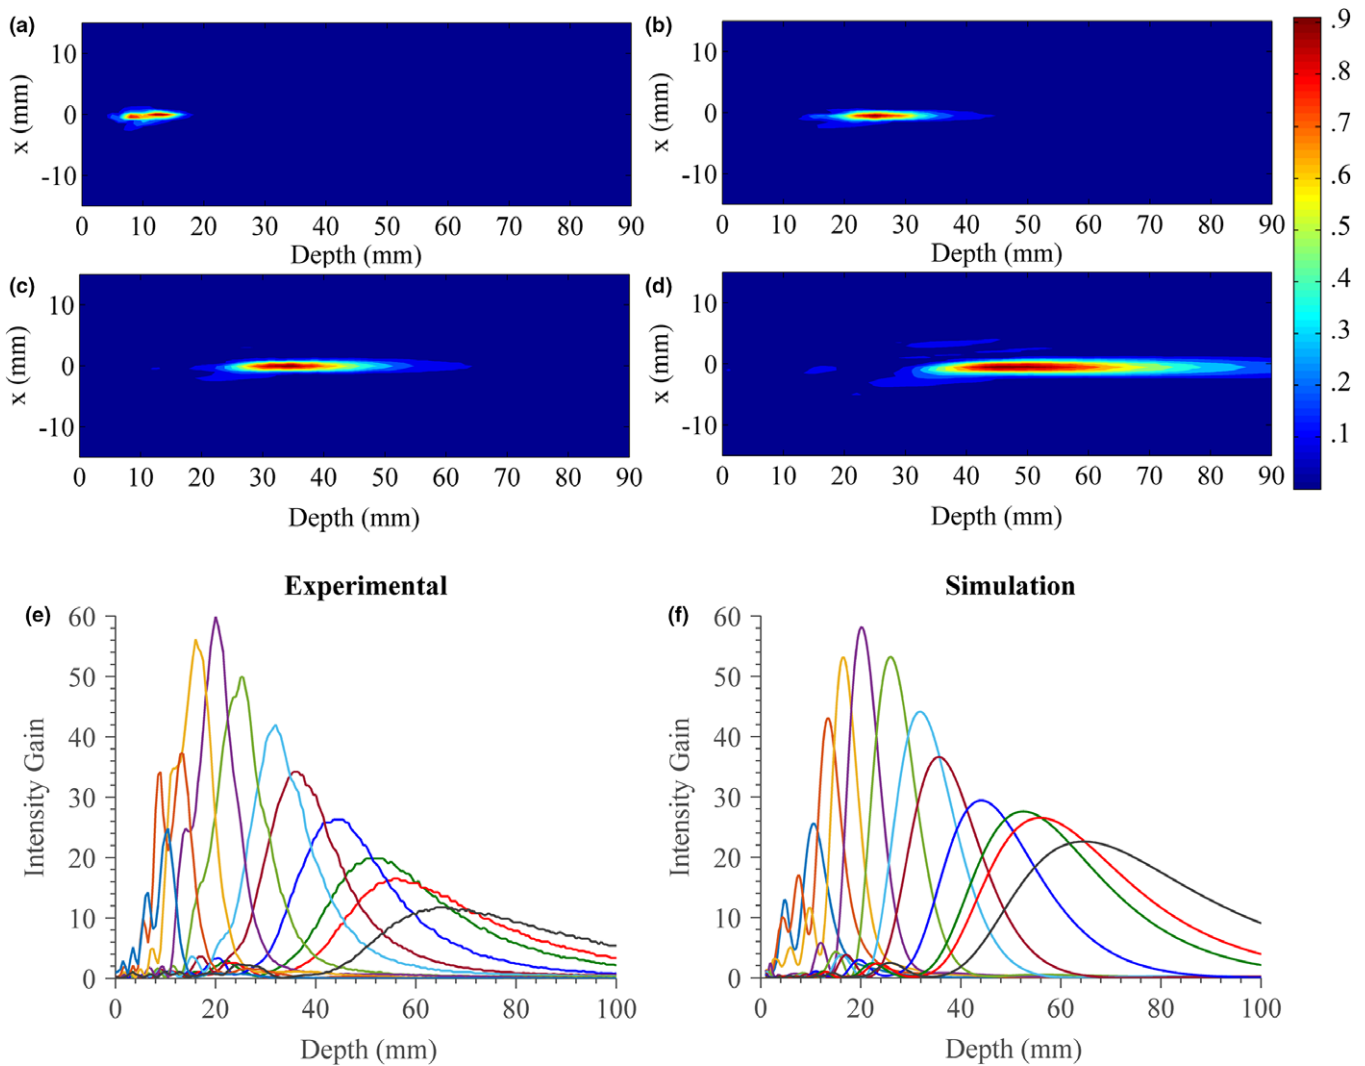 (a)
10
0
-10
x (mm)
0 10 20 30 40 50 60 70 80 90
Depth (mm)
(b)
10
0
-10
x (mm)
0 10 20 30 40 50 60 70 80 90
Depth (mm)
.9
.8
.7
.6
.5
.4
.3
.2
.1
(c)
10
0
-10
x (mm)
0 10 20 30 40 50 60 70 80 90
Depth (mm)
(d)
10
0
-10
x (mm)
0 10 20 30 40 50 60 70 80 90
Depth (mm)
Experimental
(e)
60
50
40
30
20
10
0
Intensity Gain
0 20 40 60 80 100
Depth (mm)
Simulation
(f)
60
50
40
30
20
10
0
Intensity Gain
0 20 40 60 80 100
Depth (mm)